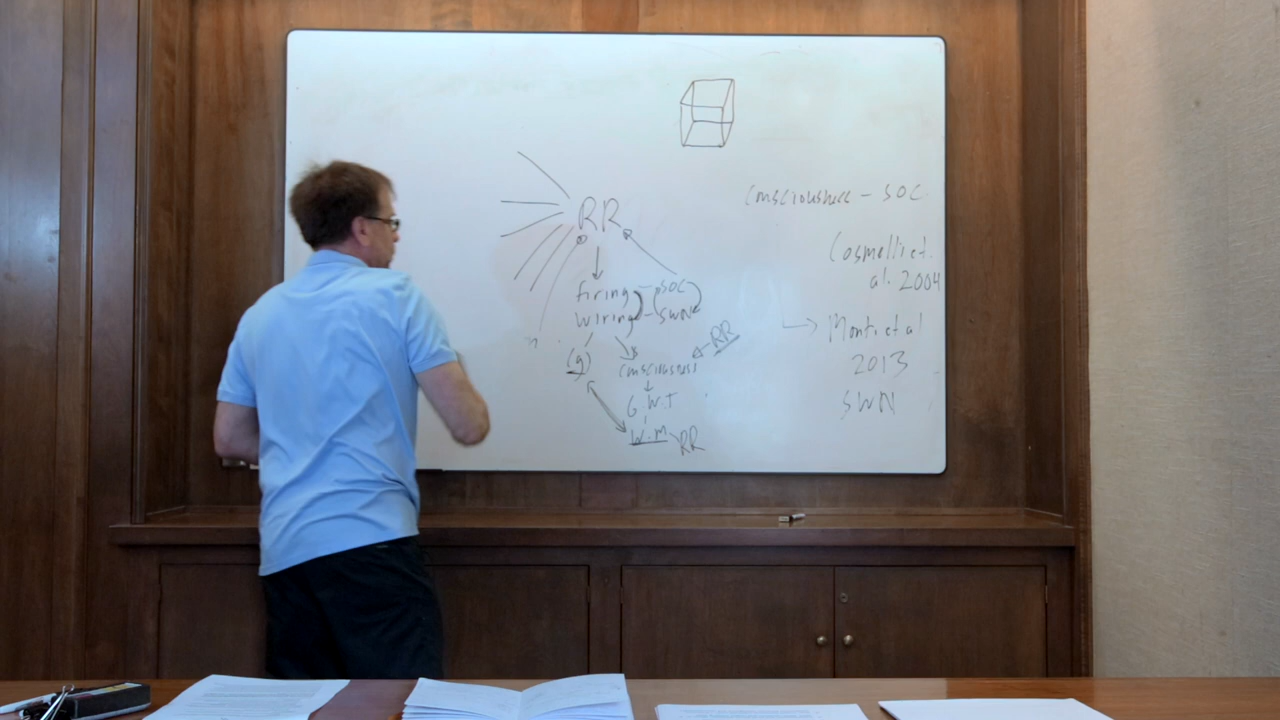 RR
Consciousness - SOC
Cosmelli et.
al. 2004
firing - (SOC)
wiring - (SWN)
Monti et al
2013
SWN
RR
(g)
Consciousness
G.W.T
W.M RR